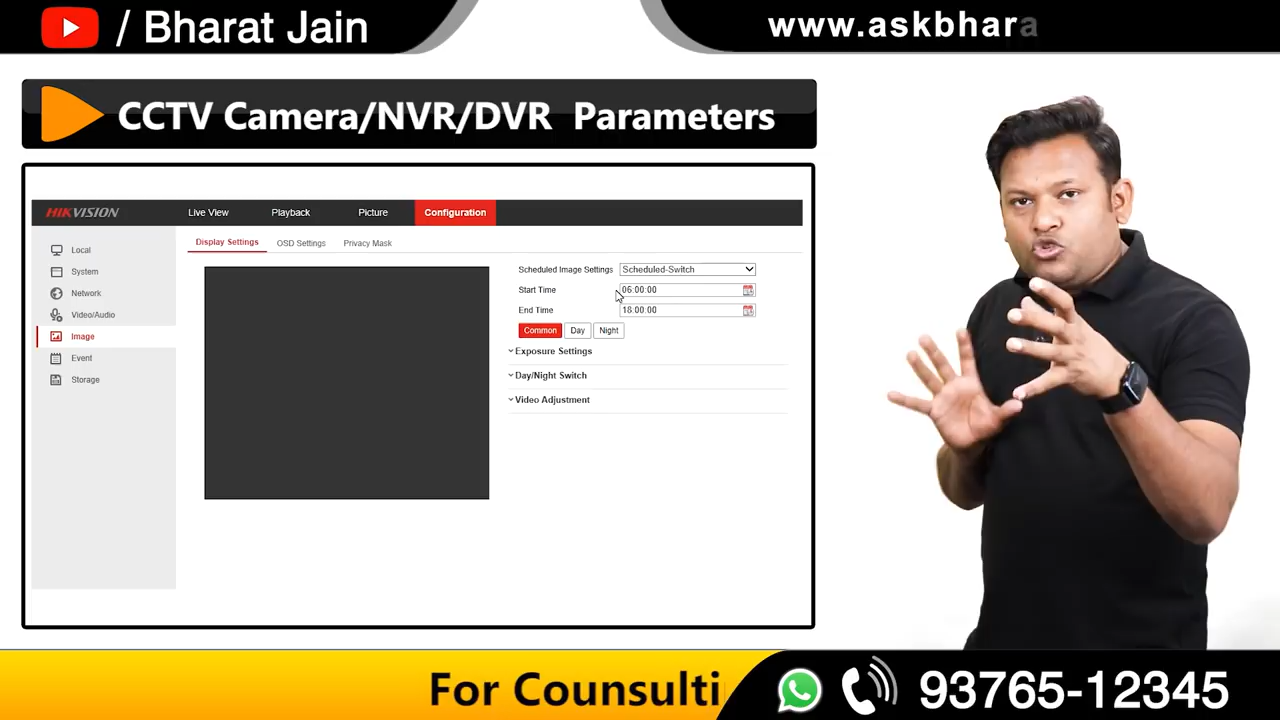 / Bharat Jain
www.askbhara
CCTV Camera/NVR/DVR Parameters
HIKVISION
Live View
Playback
Picture
Configuration
Local
System
Network
Video/Audio
Image
Event
Storage
Display Settings
OSD Settings
Privacy Mask
Scheduled Image Settings
Scheduled-Switch
Start Time
06:00:00
End Time
18:00:00
Common
Day
Night
Exposure Settings
Day/Night Switch
Video Adjustment
For Counsulti
93765-12345